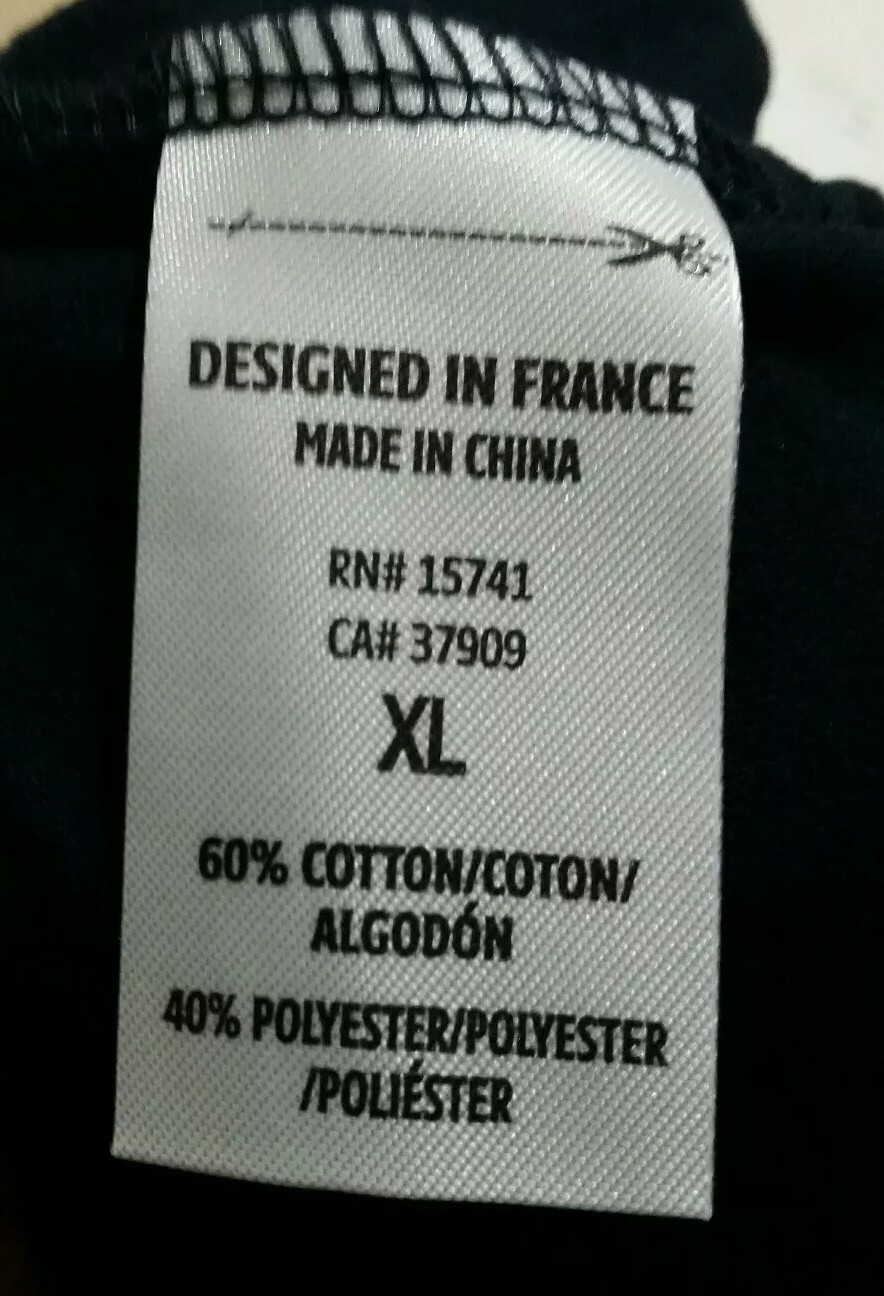 DESIGNED IN FRANCE
MADE IN CHINA
RN# 15741
CA# 37909
XL
60% COTTON/COTON/
ALGODÓN
40% POLYESTER/POLYESTER
/POLIÉSTER